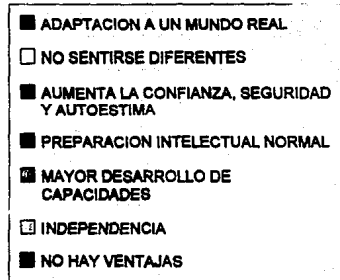 ADAPTACION A UN MUNDO REAL
NO SENTIRSE DIFERENTES
AUMENTA LA CONFIANZA, SEGURIDAD
Y AUTOESTIMA
PREPARACION INTELECTUAL NORMAL
MAYOR DESARROLLO DE
CAPACIDADES
INDEPENDENCIA
NO HAY VENTAJAS